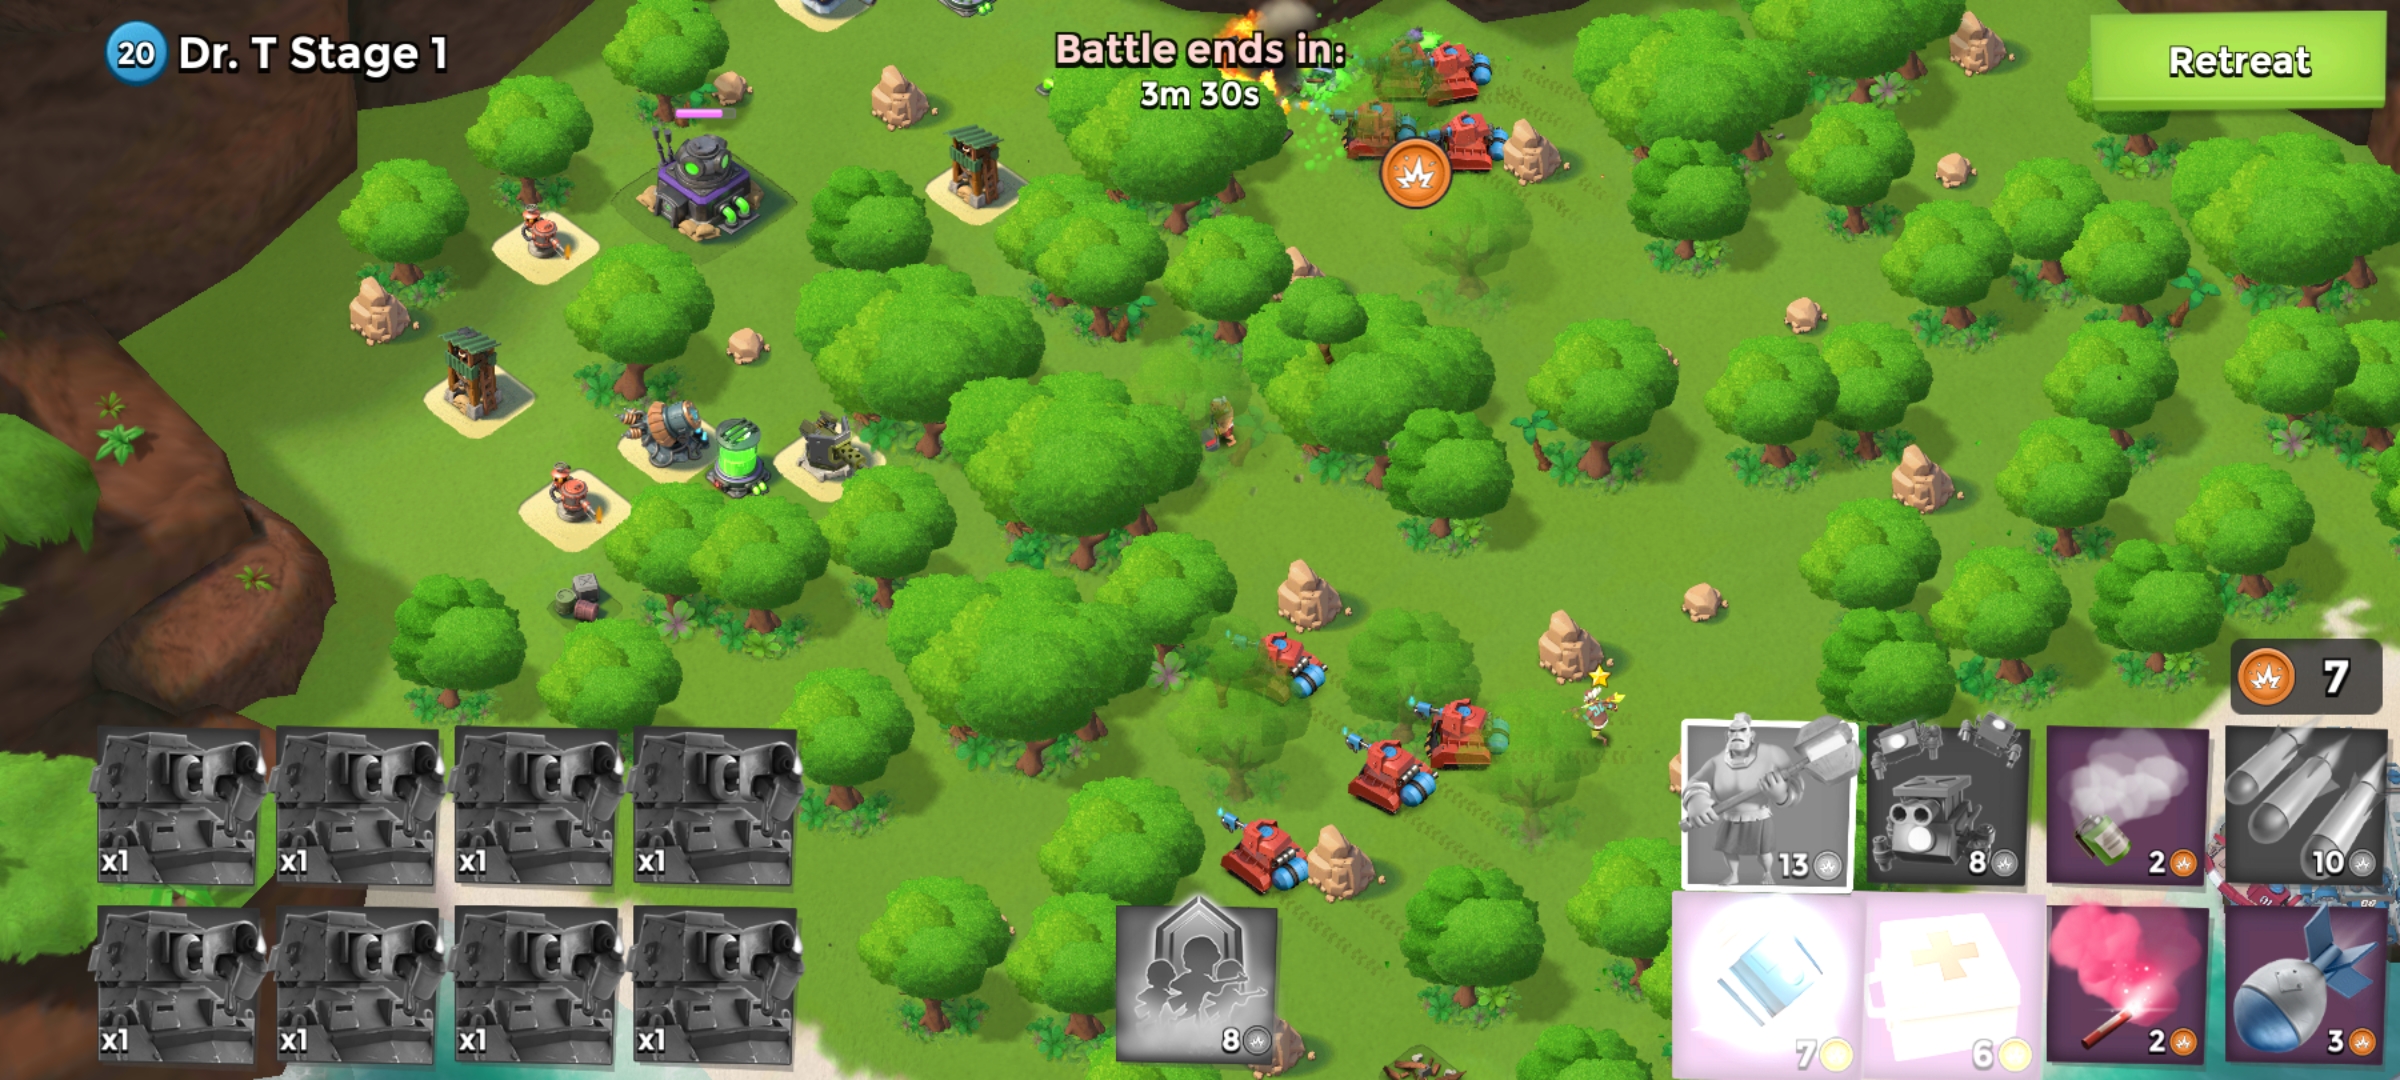 20 Dr. T Stage 1
Battle ends in:
3m 30s
Retreat
7
x1 x1 x1 x1
13 8 2 10
x1 x1 x1 x1
8
7 6 2 3